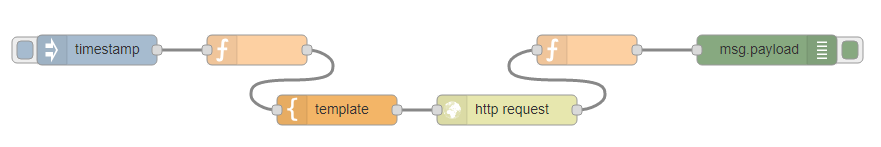 timestamp
template
http request
msg.payload